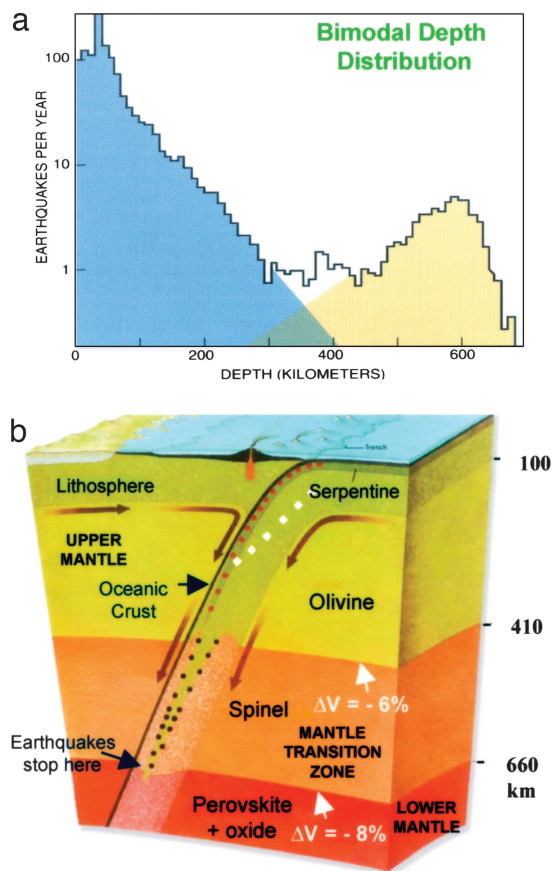 a
Bimodal Depth
Distribution
EARTHQUAKES PER YEAR
100
10
1
0
200
400
600
DEPTH (KILOMETERS)
b
Trench
100
Lithosphere
Serpentine
UPPER
MANTLE
Oceanic
Crust
Olivine
410
ΔV = - 6%
Spinel
MANTLE
TRANSITION
ZONE
Earthquakes
stop here
660
km
Perovskite
+ oxide
ΔV = - 8%
LOWER
MANTLE